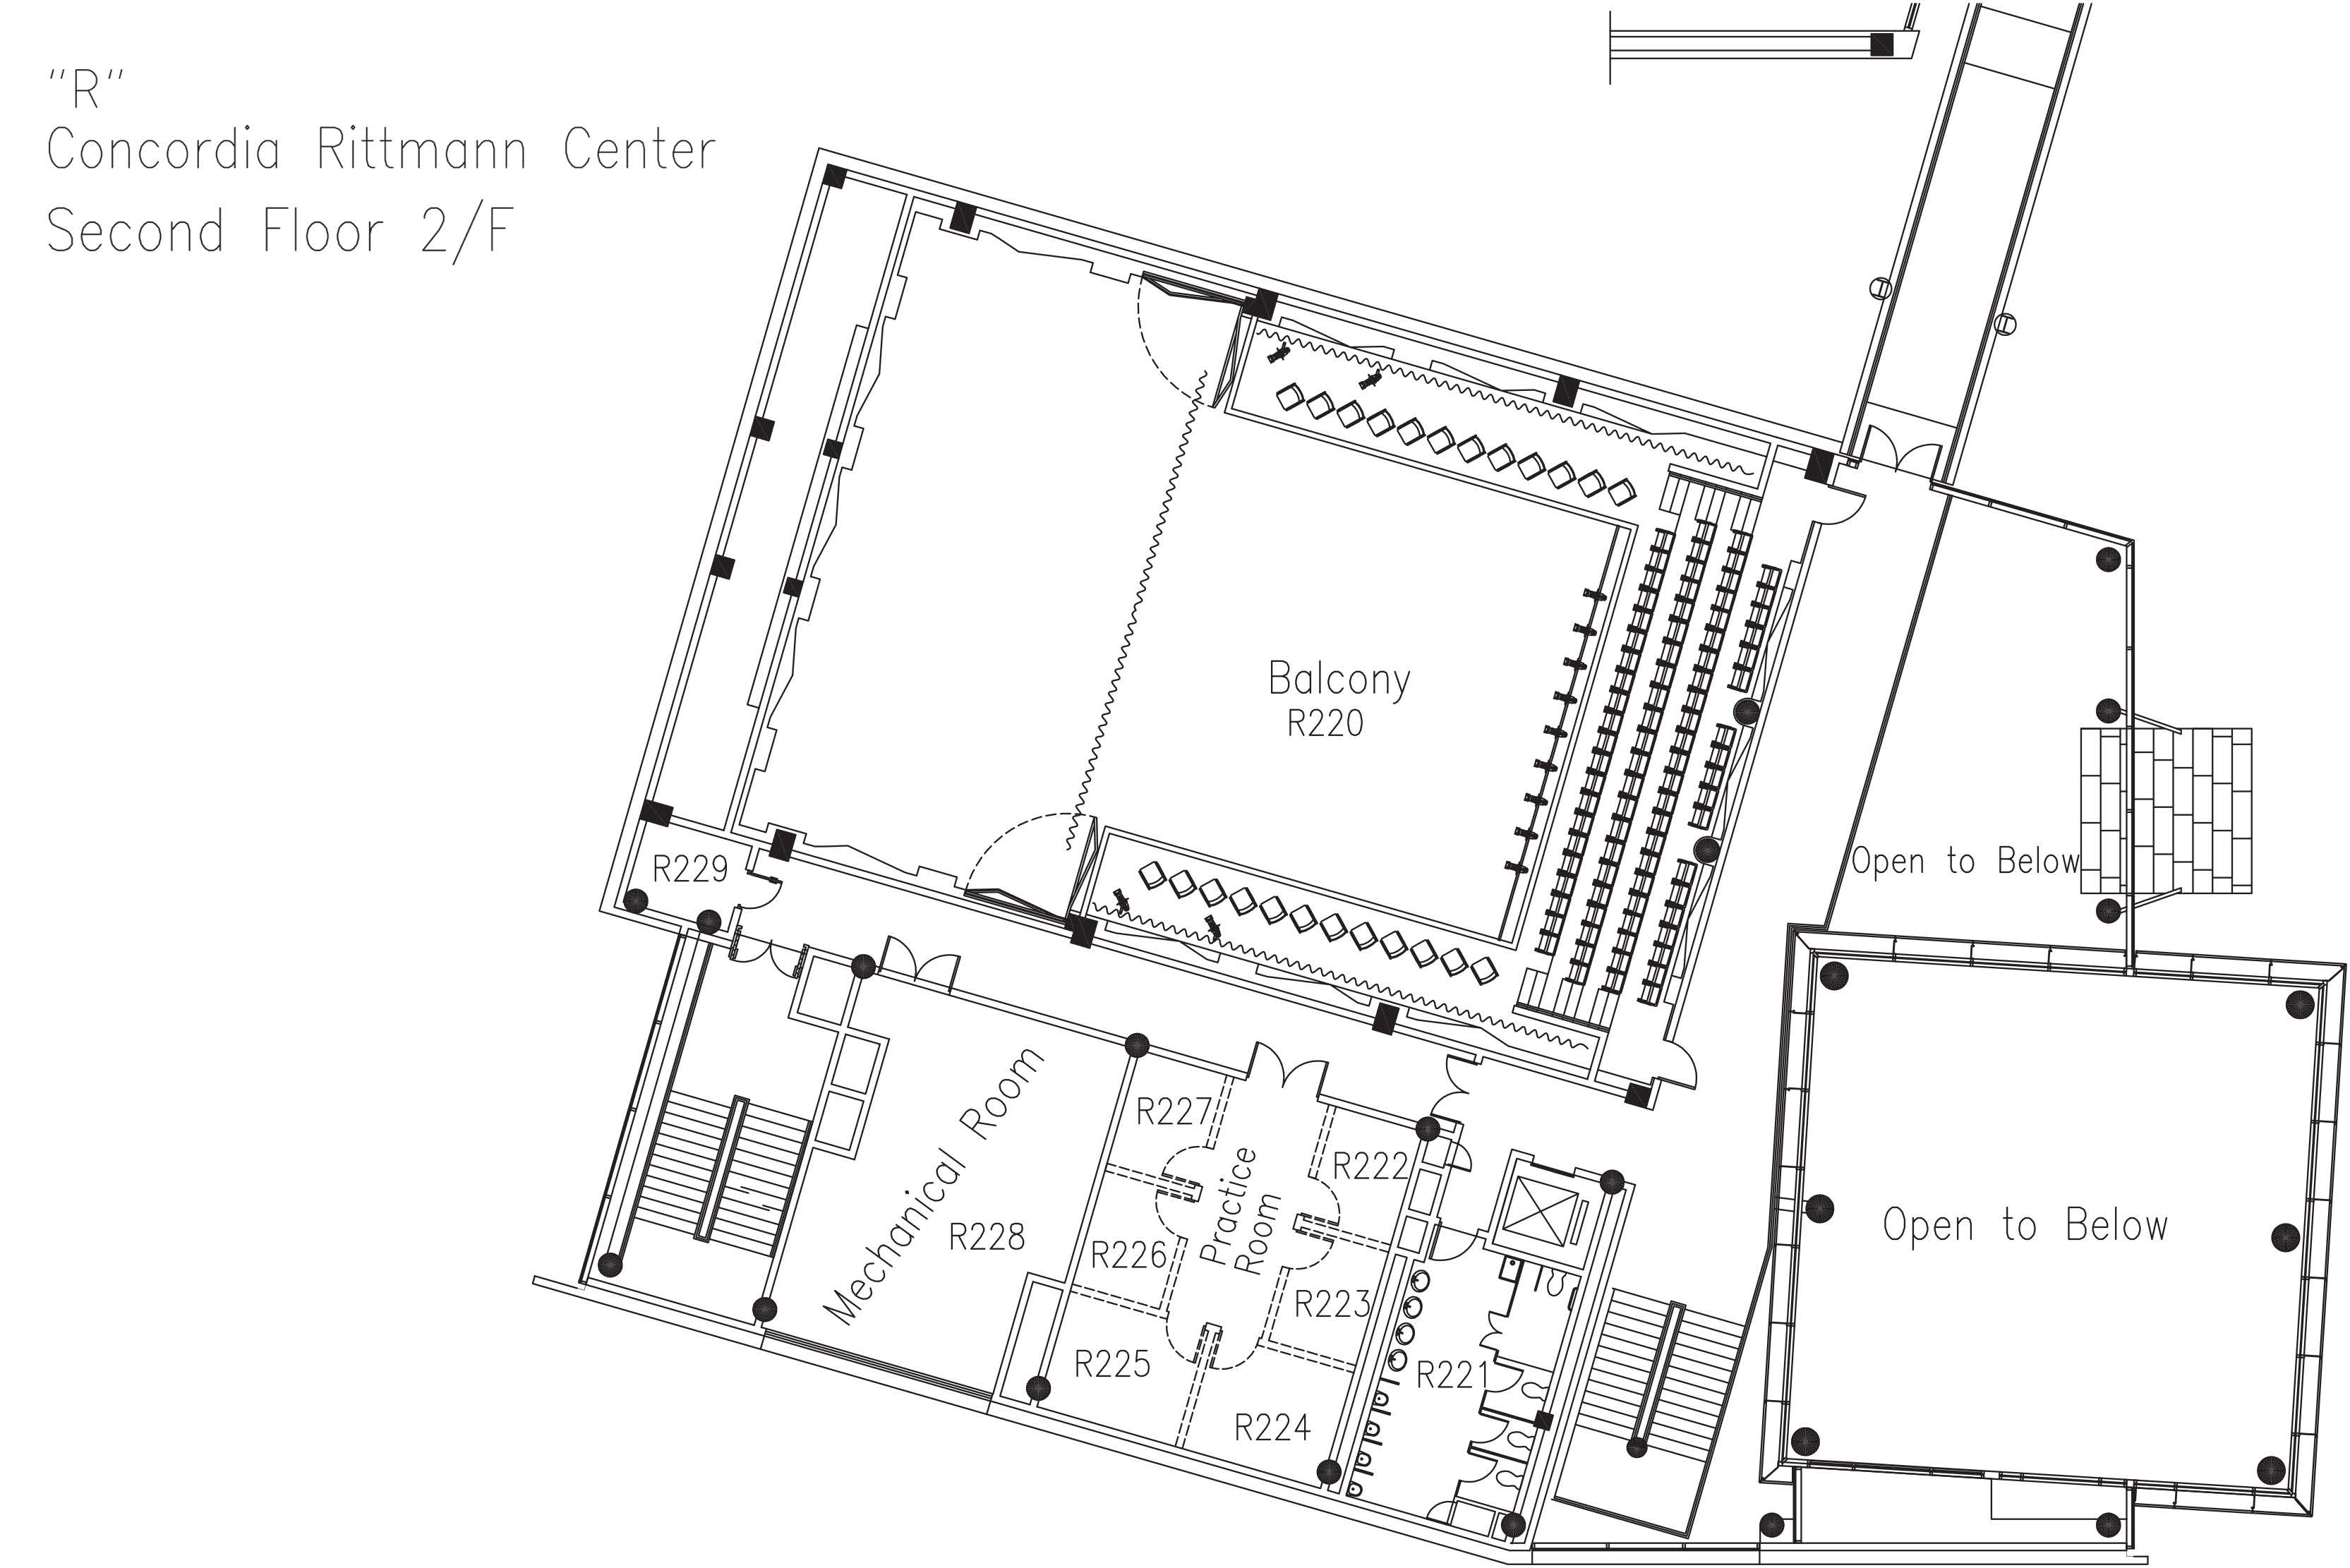 "R"
Concordia Rittmann Center
Second Floor 2/F
Balcony
R220
Open to Below
R229
Mechanical Room
R228
R227
R226
R225
Practice
Room
R222
R223
R224
R221
Open to Below